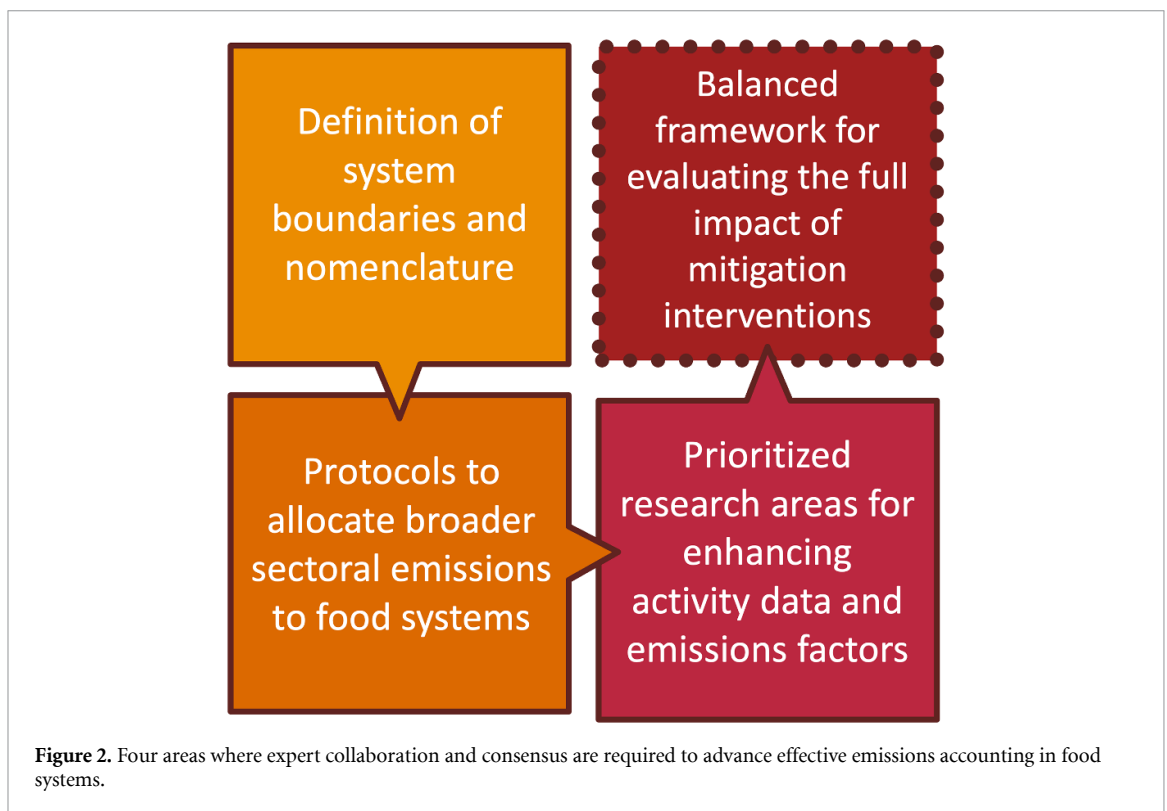 Definition of
system
boundaries and
nomenclature
Protocols to
allocate broader
sectoral emissions
to food systems
Prioritized
research areas for
enhancing
activity data and
emissions factors
Balanced
framework for
evaluating the full
impact of
mitigation
interventions
Figure 2. Four areas where expert collaboration and consensus are required to advance effective emissions accounting in food
systems.